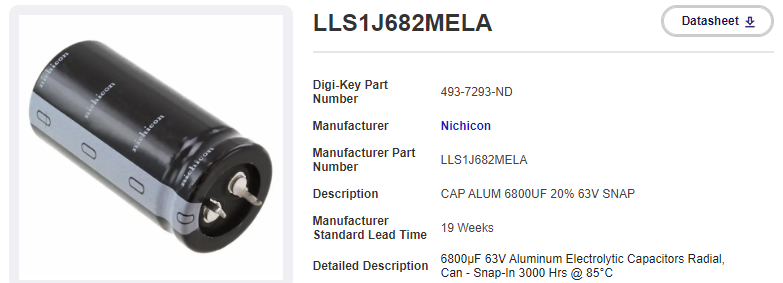 LLS1J682MELA
Datasheet
Digi-Key Part
Number
493-7293-ND
Manufacturer
Nichicon
Manufacturer Part
Number
LLS1J682MELA
Description
CAP ALUM 6800UF 20% 63V SNAP
Manufacturer
Standard Lead Time
19 Weeks
Detailed Description
6800µF 63V Aluminum Electrolytic Capacitors Radial,
Can - Snap-In 3000 Hrs @ 85°C
nichicon
nichicon
nichicon
nichicon